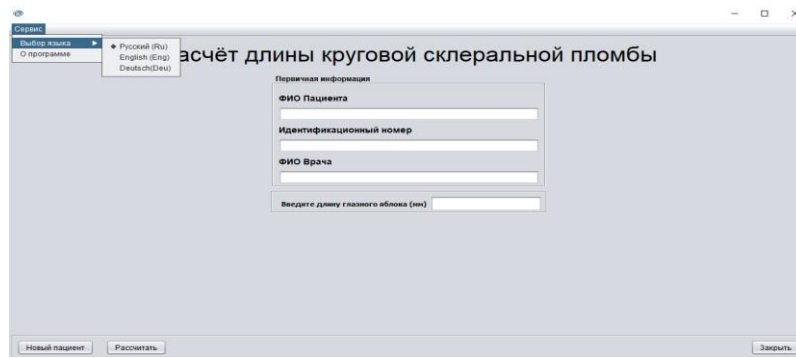 Сервис
Выбор языка
О программе
Русский (Ru)
English (Eng)
Deutsch(Deu)
асчёт длины круговой склеральной пломбы
Первичная информация
ФИО Пациента
Идентификационный номер
ФИО Врача
Введите длину глазного яблока (мм)
Новый пациент
Рассчитать
Закрыть